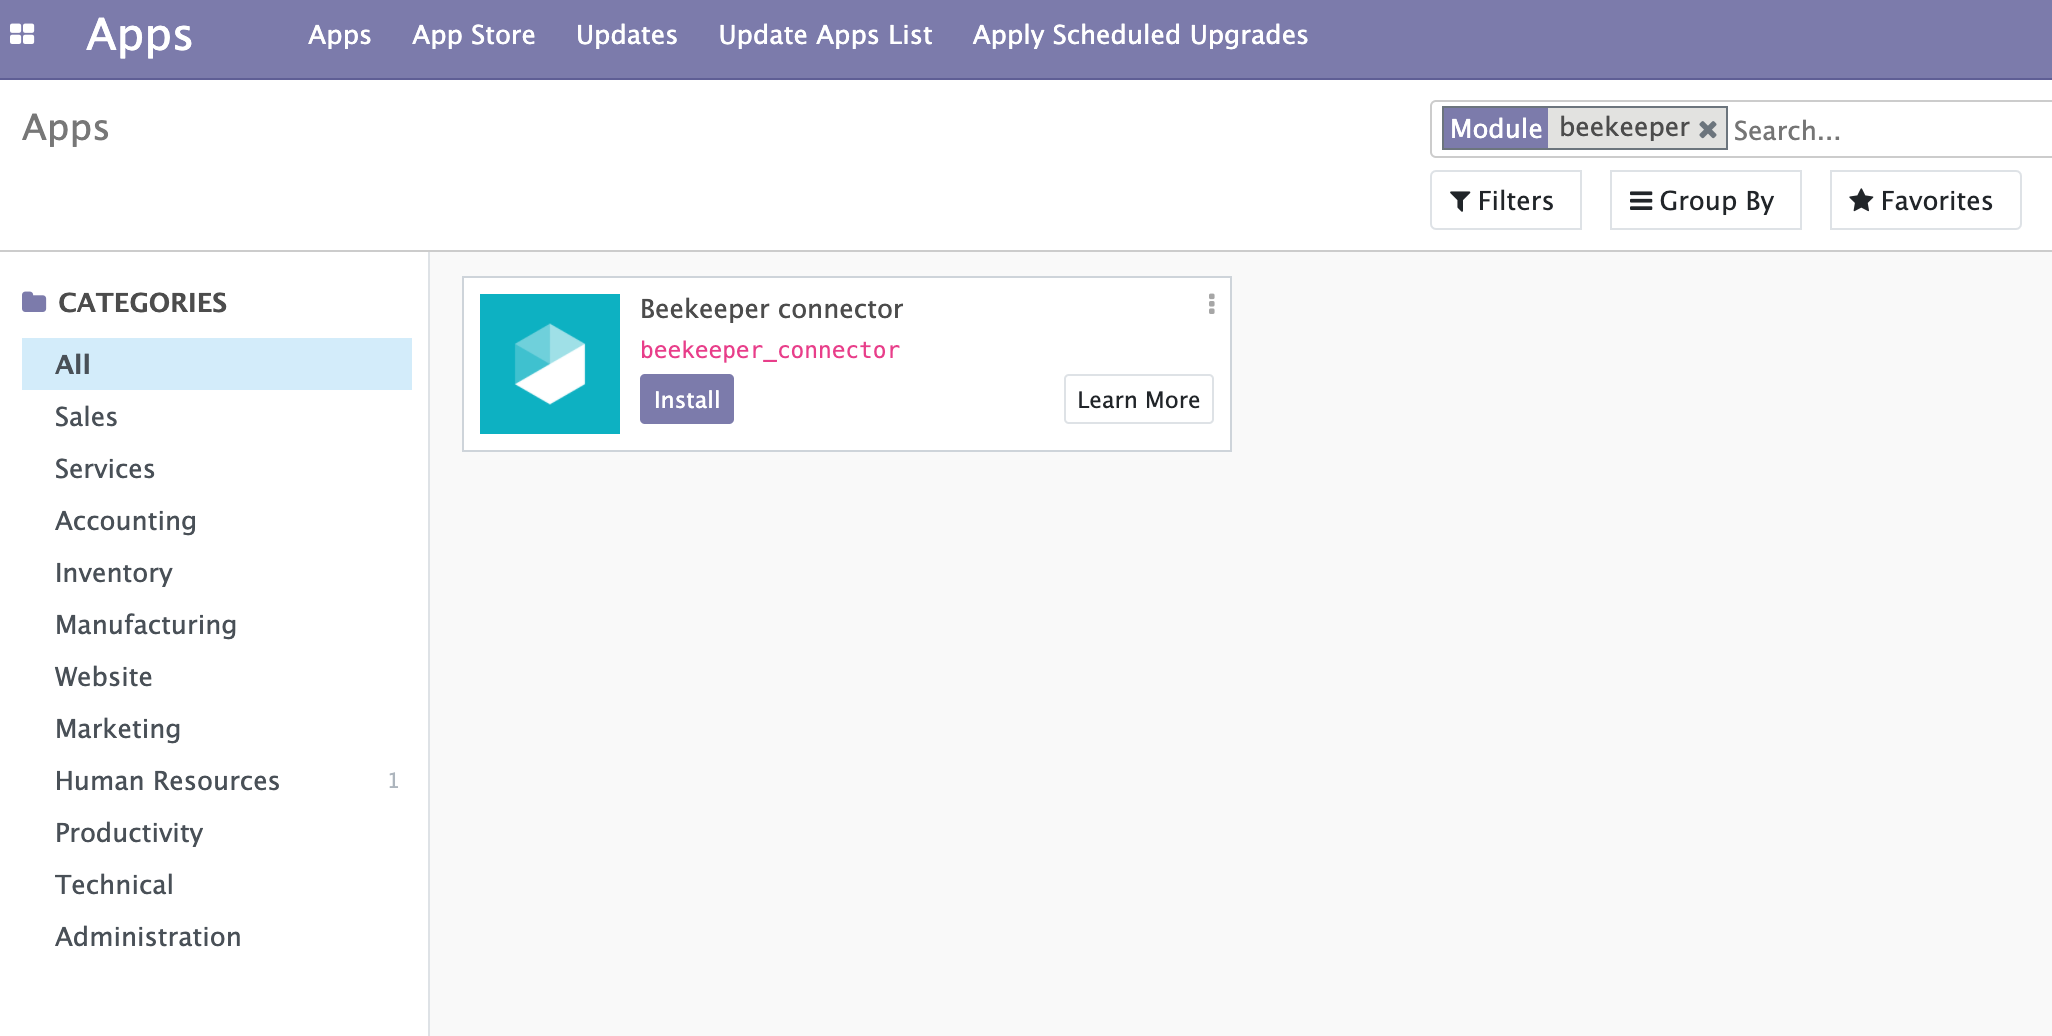 Apps
Apps App Store Updates Update Apps List Apply Scheduled Upgrades
Apps
Module beekeeper Search...
Filters Group By Favorites
CATEGORIES
All
Sales
Services
Accounting
Inventory
Manufacturing
Website
Marketing
Human Resources 1
Productivity
Technical
Administration
Beekeeper connector
beekeeper_connector
Install Learn More